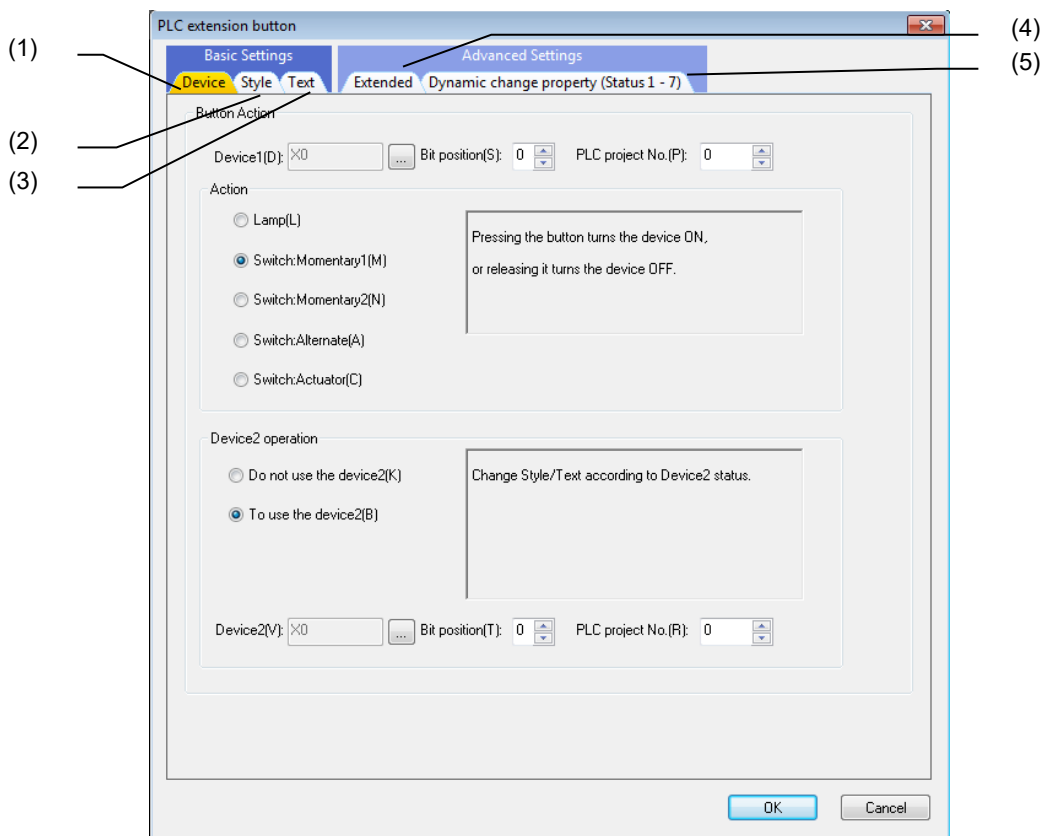 PLC extension button
(1)
(4)
Basic Settings
Advanced Settings
(5)
Device Style Text Extended Dynamic change property (Status 1 - 7)
Button Action
(2)
Device1(D): X0 ... Bit position(S): 0 PLC project No.(P): 0
(3)
Action
Lamp(L)
Pressing the button turns the device ON,
Switch:Momentary1(M)
or releasing it turns the device OFF.
Switch:Momentary2(N)
Switch:Alternate(A)
Switch:Actuator(C)
Device2 operation
Do not use the device2(K)
Change Style/Text according to Device2 status.
To use the device2(B)
Device2(V): X0 ... Bit position(T): 0 PLC project No.(R): 0
OK Cancel